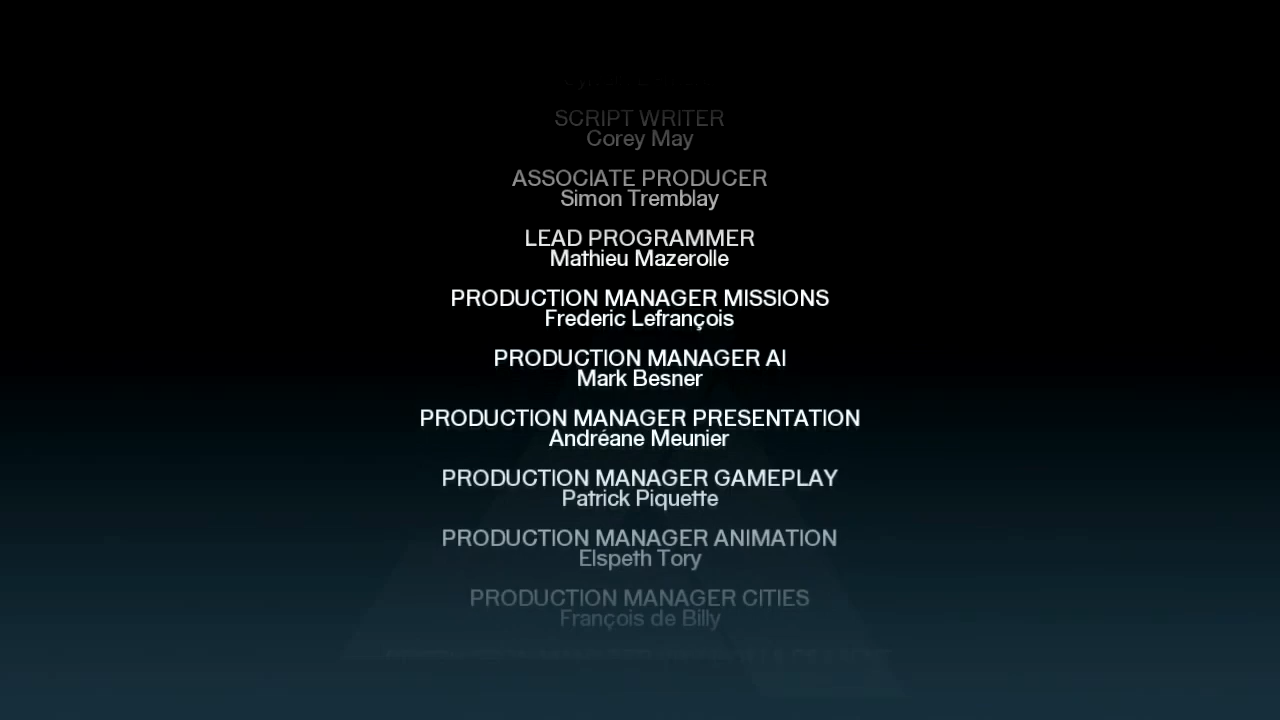 SCRIPT WRITER
Corey May
ASSOCIATE PRODUCER
Simon Tremblay
LEAD PROGRAMMER
Mathieu Mazerolle
PRODUCTION MANAGER MISSIONS
Frederic Lefrançois
PRODUCTION MANAGER AI
Mark Besner
PRODUCTION MANAGER PRESENTATION
Andréane Meunier
PRODUCTION MANAGER GAMEPLAY
Patrick Piquette
PRODUCTION MANAGER ANIMATION
Elspeth Tory
PRODUCTION MANAGER CITIES
François de Billy